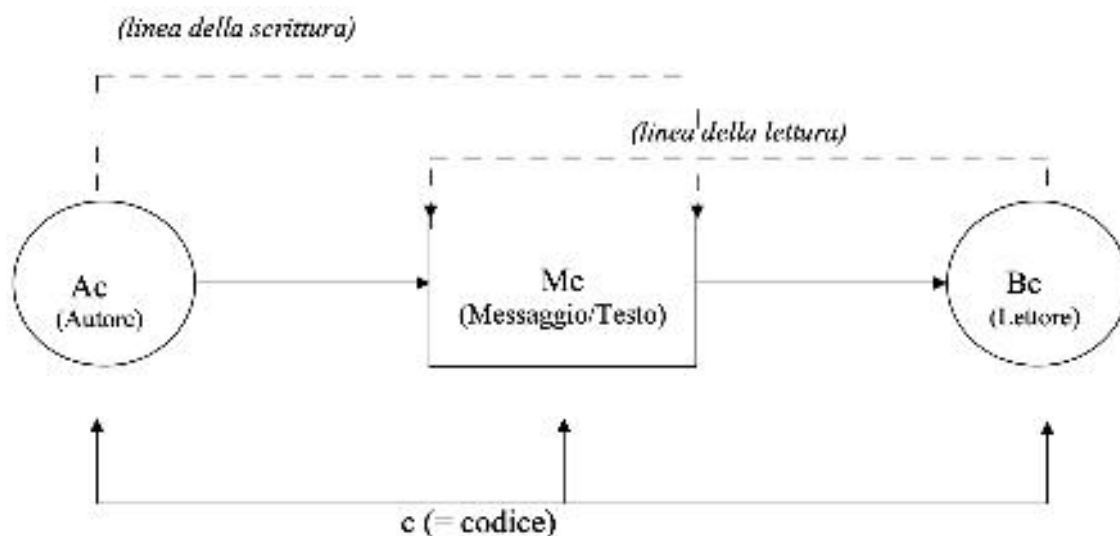 (linea della scrittura)
(linea della lettura)
Ac
(Autore)
Mc
(Messaggio/Testo)
Bc
(Lettore)
c (= codice)